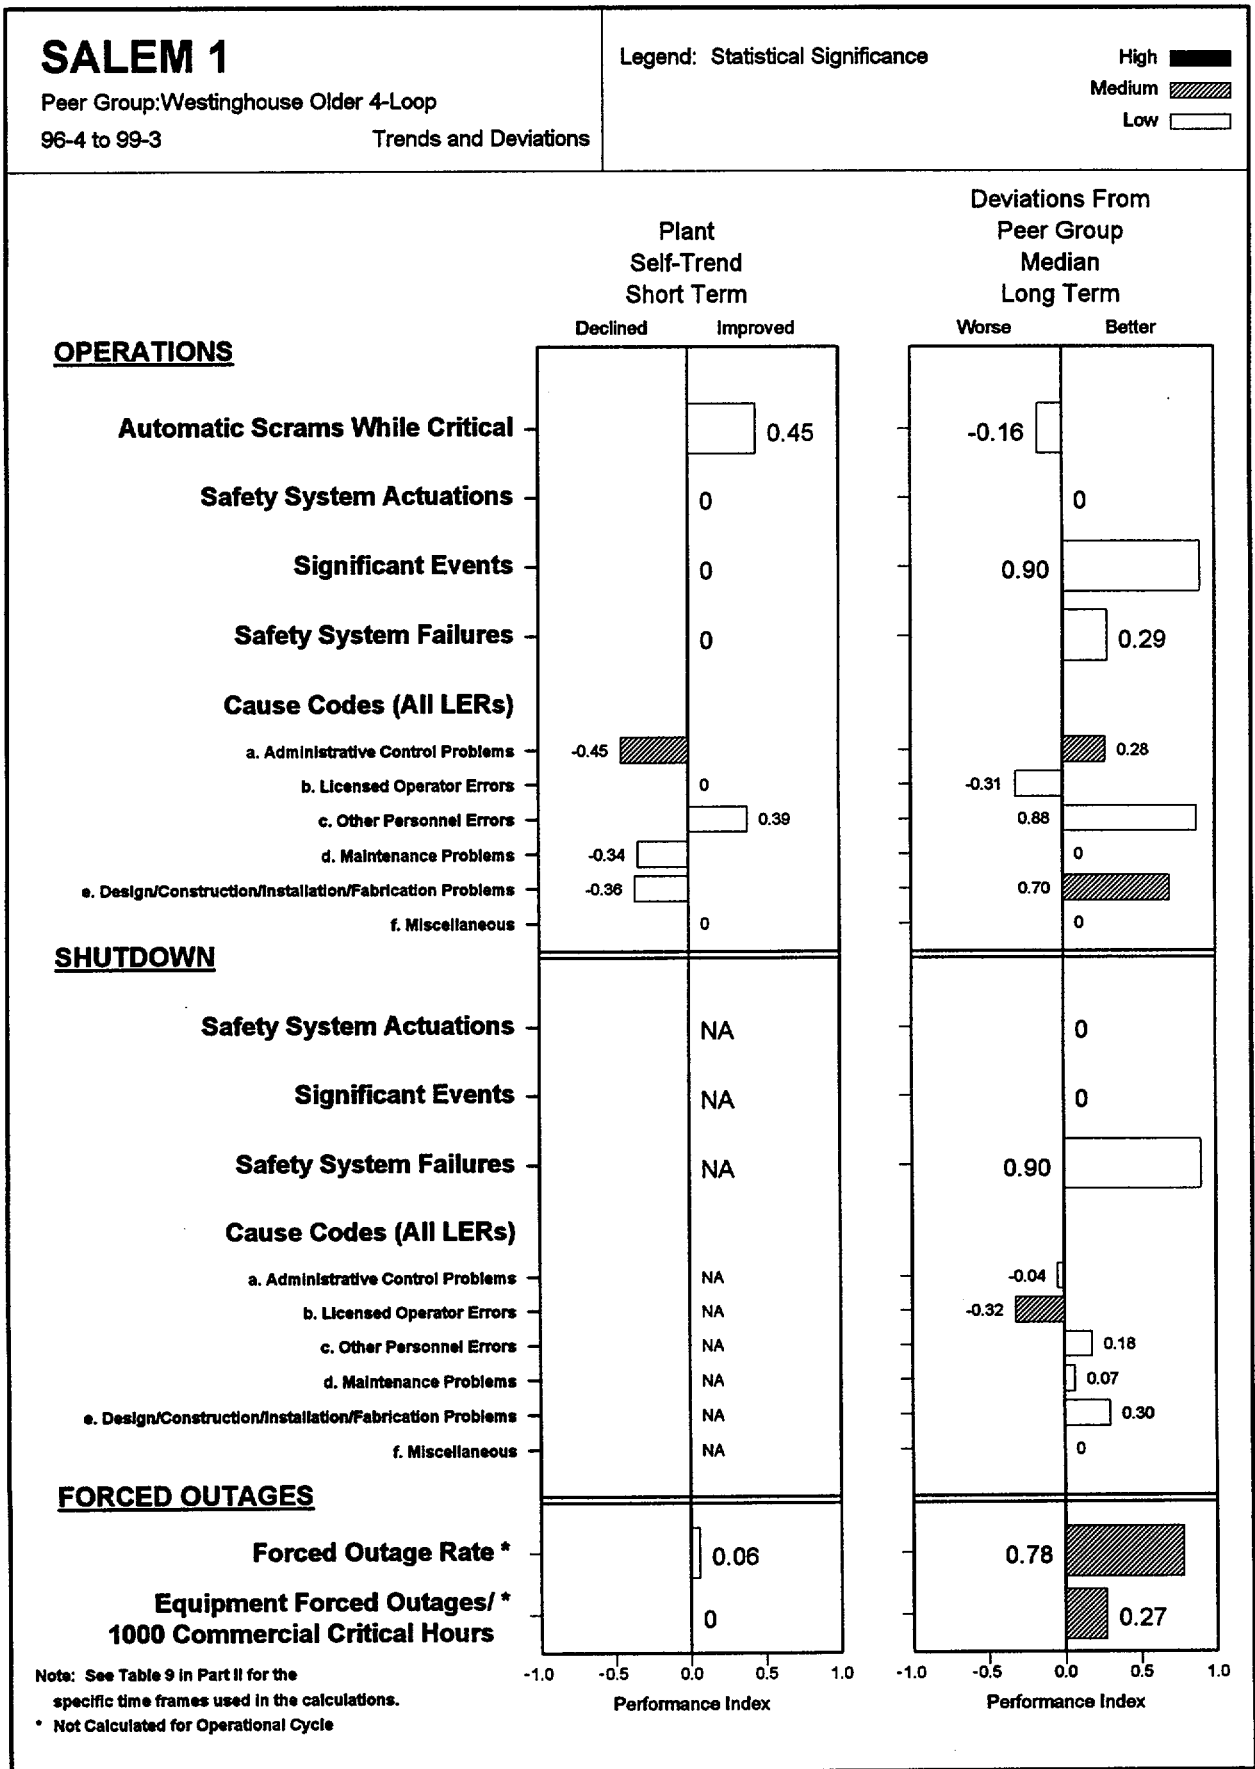 SALEM 1
Peer Group:Westinghouse Older 4-Loop
96-4 to 99-3 Trends and Deviations
Legend: Statistical Significance
High
Medium
Low
Plant
Self-Trend
Short Term
Declined Improved
Deviations From
Peer Group
Median
Long Term
Worse Better
OPERATIONS
Automatic Scrams While Critical 0.45 -0.16
Safety System Actuations 0 0
Significant Events 0 0.90
Safety System Failures 0 0.29
Cause Codes (All LERs)
a. Administrative Control Problems -0.45 0.28
b. Licensed Operator Errors 0 -0.31
c. Other Personnel Errors 0.39 0.88
d. Maintenance Problems -0.34 0
e. Design/Construction/Installation/Fabrication Problems -0.36 0.70
f. Miscellaneous 0 0
SHUTDOWN
Safety System Actuations NA 0
Significant Events NA 0
Safety System Failures NA 0.90
Cause Codes (All LERs)
a. Administrative Control Problems NA -0.04
b. Licensed Operator Errors NA -0.32
c. Other Personnel Errors NA 0.18
d. Maintenance Problems NA 0.07
e. Design/Construction/Installation/Fabrication Problems NA 0.30
f. Miscellaneous NA 0
FORCED OUTAGES
Forced Outage Rate * 0.06 0.78
Equipment Forced Outages/ *
1000 Commercial Critical Hours 0 0.27
-1.0 -0.5 0.0 0.5 1.0 -1.0 -0.5 0.0 0.5 1.0
Performance Index Performance Index
Note: See Table 9 in Part II for the
specific time frames used in the calculations.
* Not Calculated for Operational Cycle